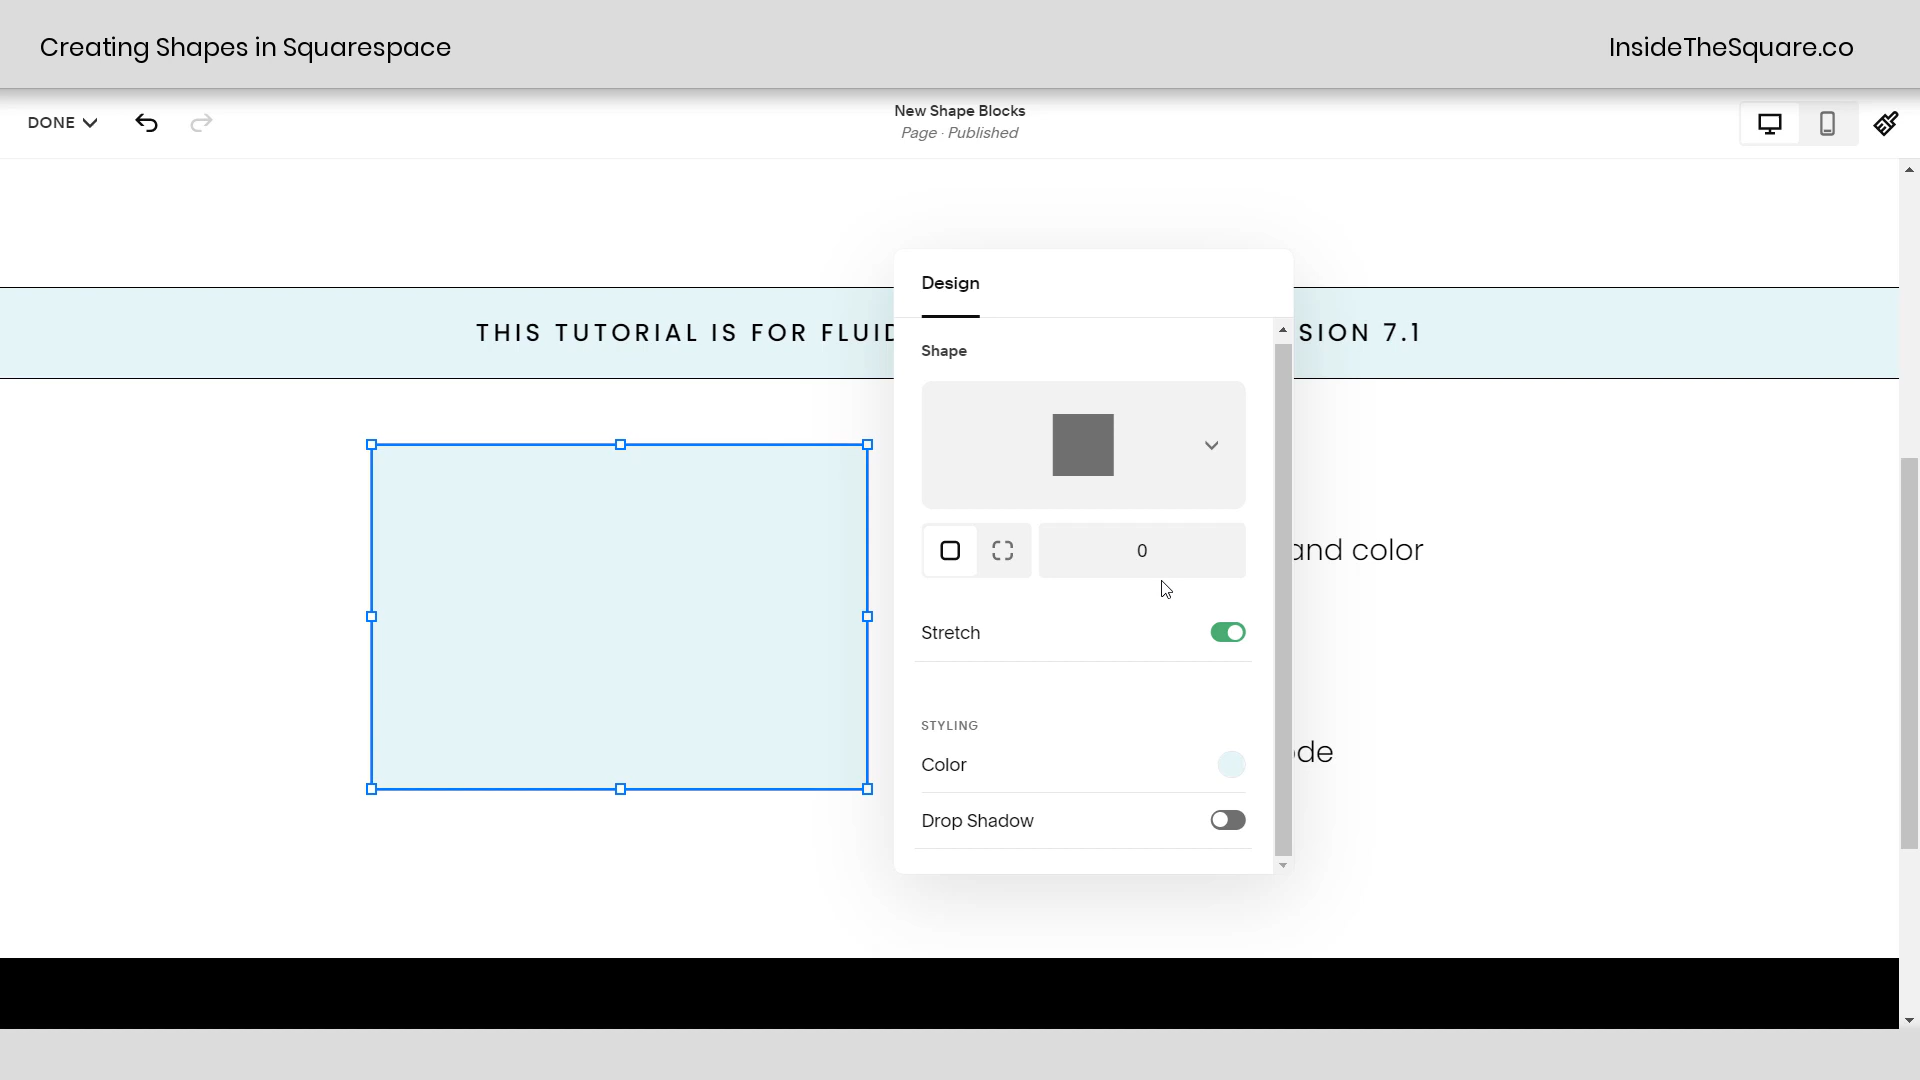 Creating Shapes in Squarespace
InsideTheSquare.co
DONE
New Shape Blocks
Page · Published
Design
THIS TUTORIAL IS FOR FLUID
SION 7.1
Shape
0
and color
Stretch
STYLING
Color
ode
Drop Shadow